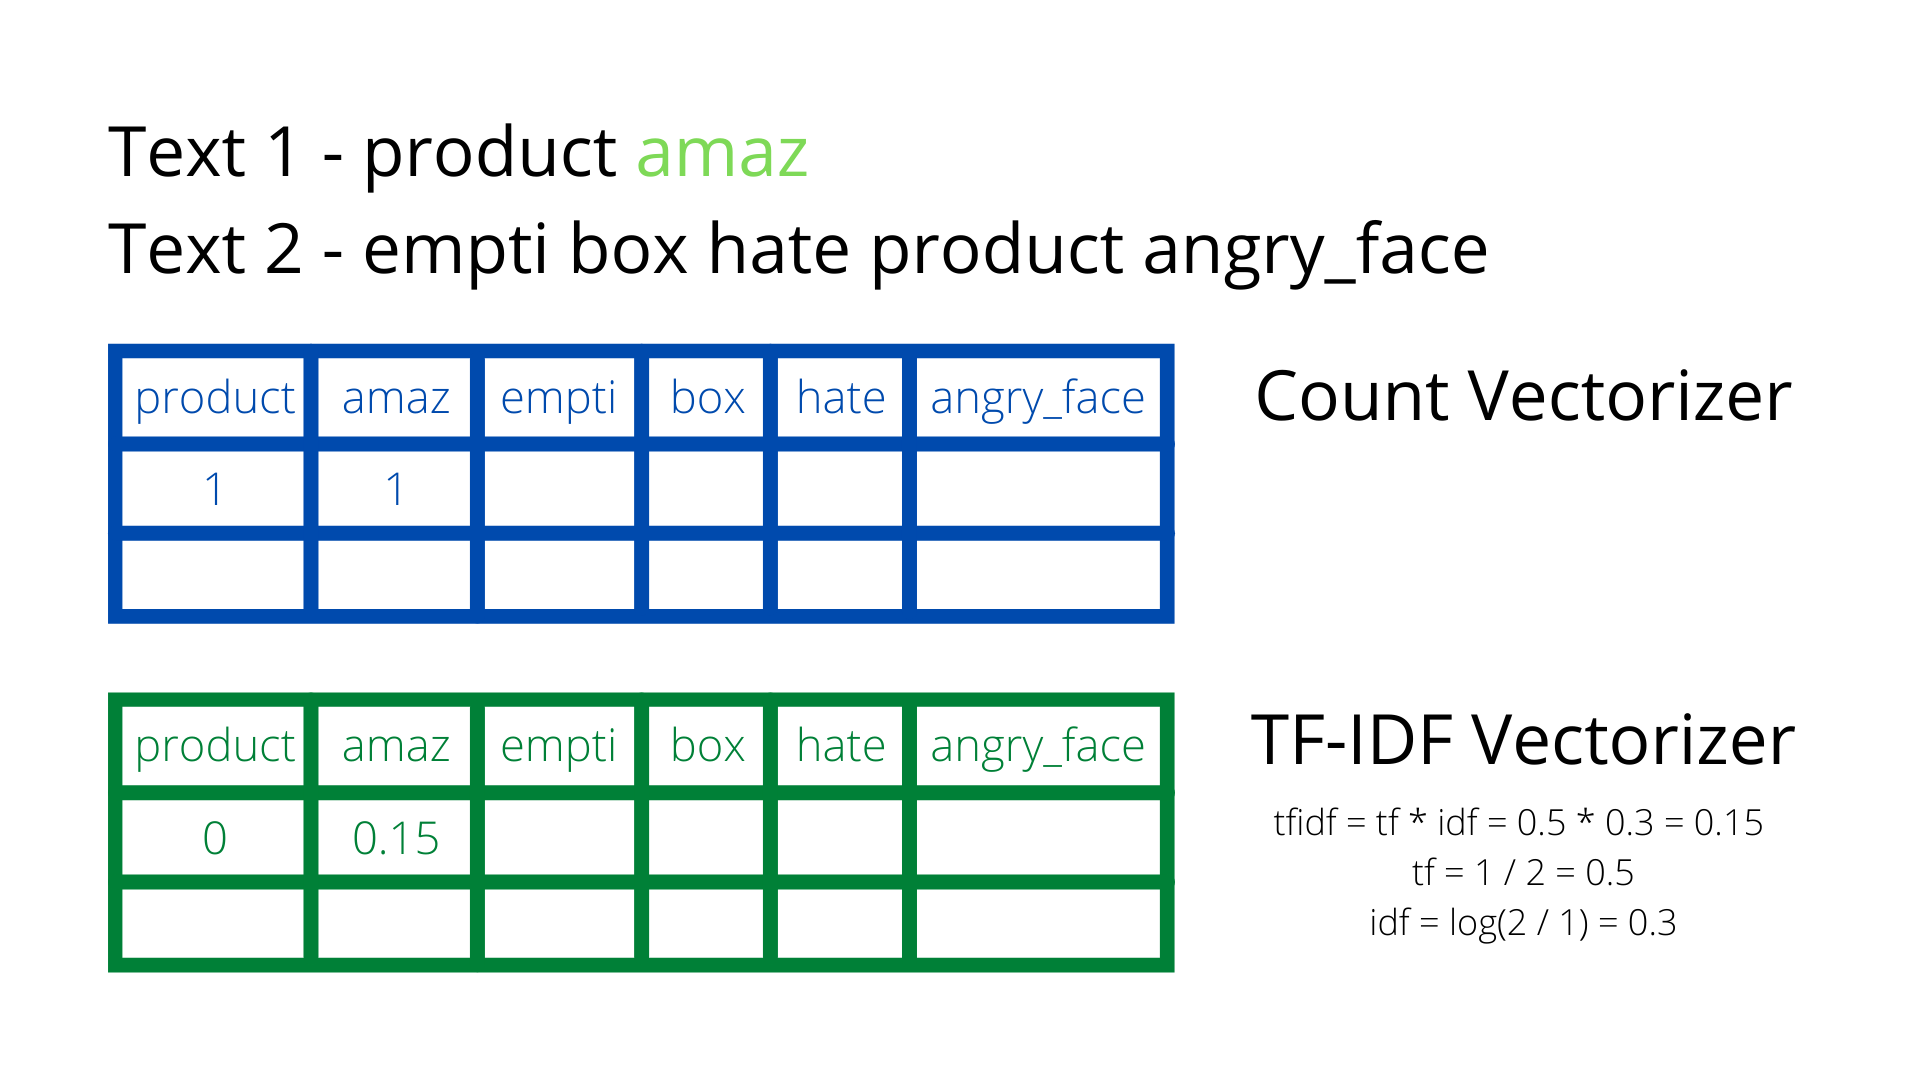 Text 1 - product amaz
Text 2 - empti box hate product angry_face
product amaz empti box hate angry_face
1 1
Count Vectorizer
product amaz empti box hate angry_face
0 0.15
TF-IDF Vectorizer
tfidf = tf * idf = 0.5 * 0.3 = 0.15
tf = 1 / 2 = 0.5
idf = log(2 / 1) = 0.3